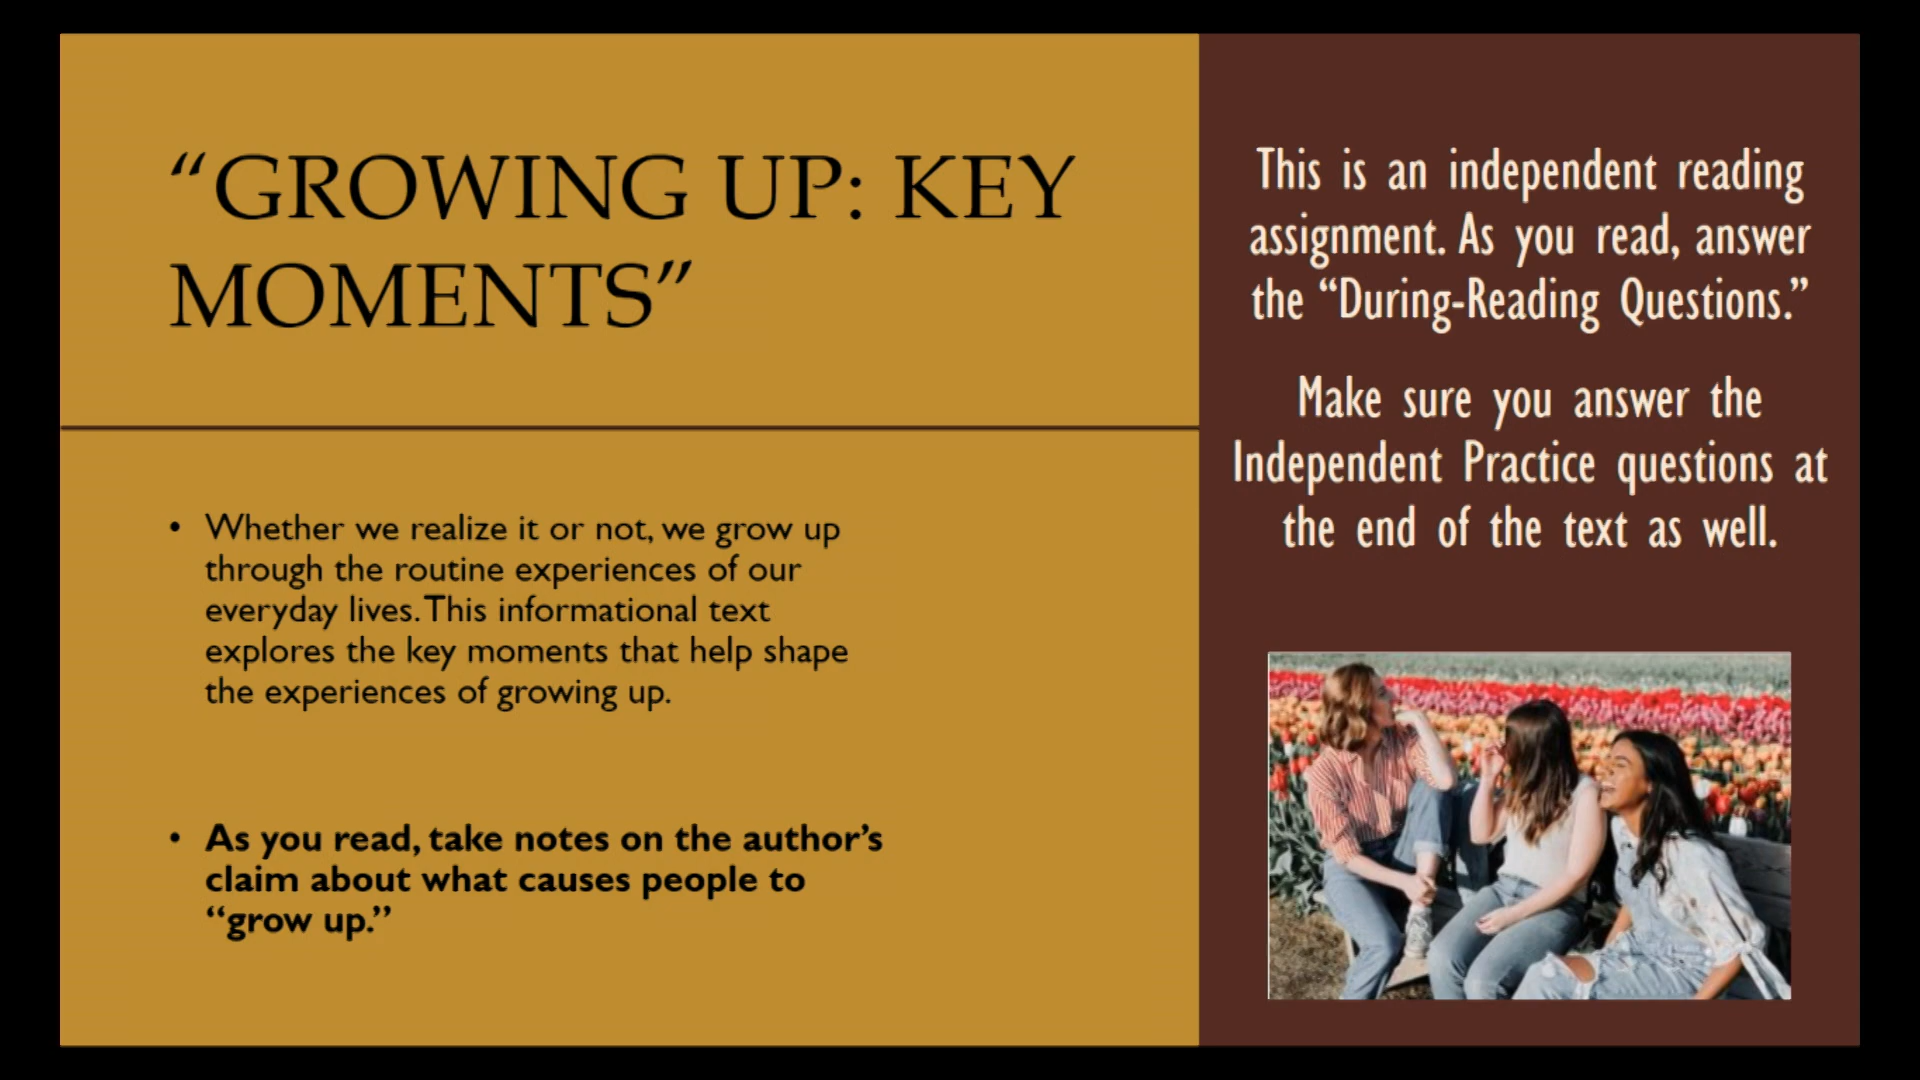 “GROWING UP: KEY
MOMENTS”
• Whether we realize it or not, we grow up
through the routine experiences of our
everyday lives. This informational text
explores the key moments that help shape
the experiences of growing up.
• As you read, take notes on the author’s
claim about what causes people to
“grow up.”
This is an independent reading
assignment. As you read, answer
the “During-Reading Questions.”
Make sure you answer the
Independent Practice questions at
the end of the text as well.